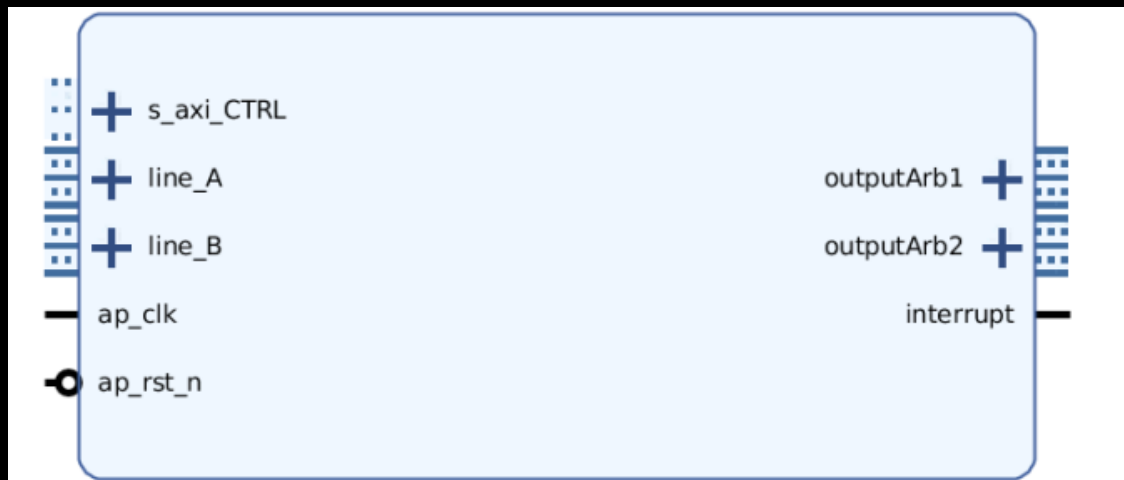 s_axi_CTRL
line_A
outputArb1
line_B
outputArb2
ap_clk
interrupt
ap_rst_n